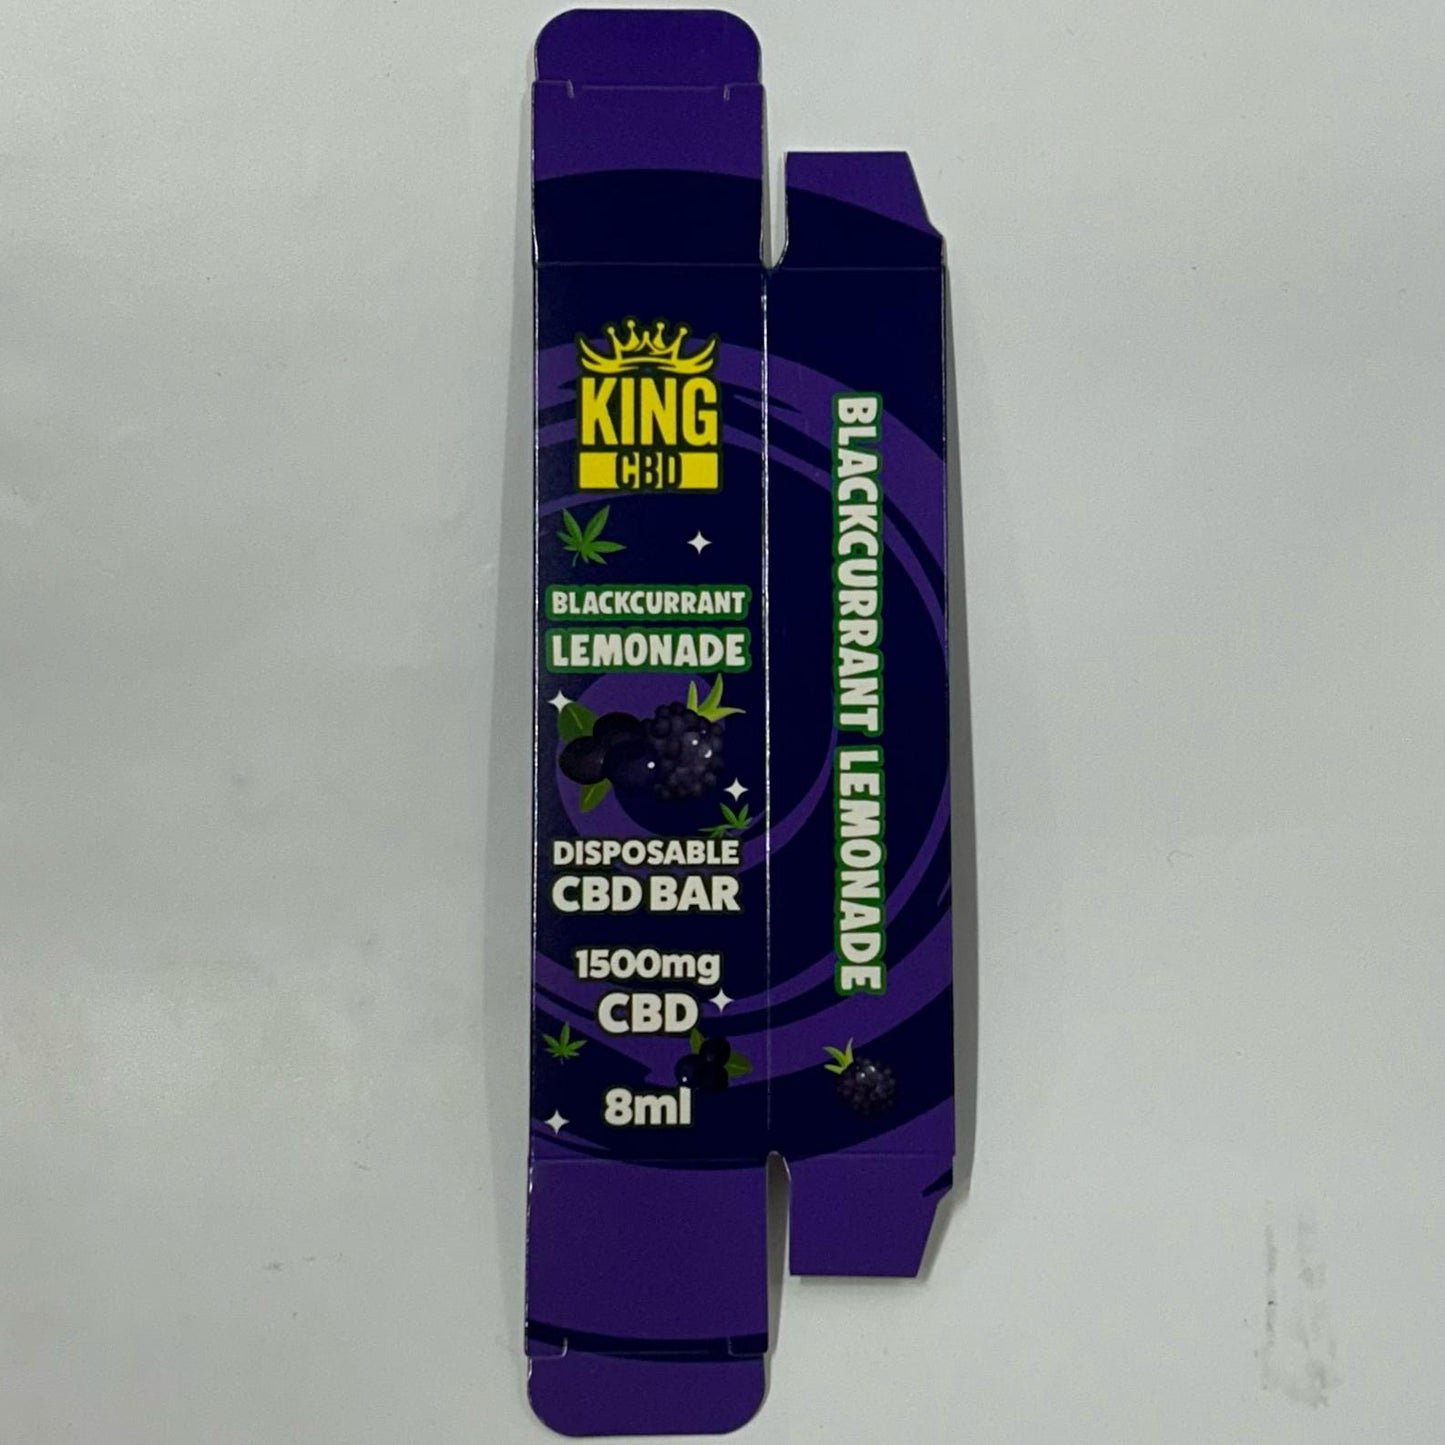 KING
CBD
BLACKCURRANT
LEMONADE
DISPOSABLE
CBD BAR
1500mg
CBD
8ml
BLACKCURRANT LEMONADE